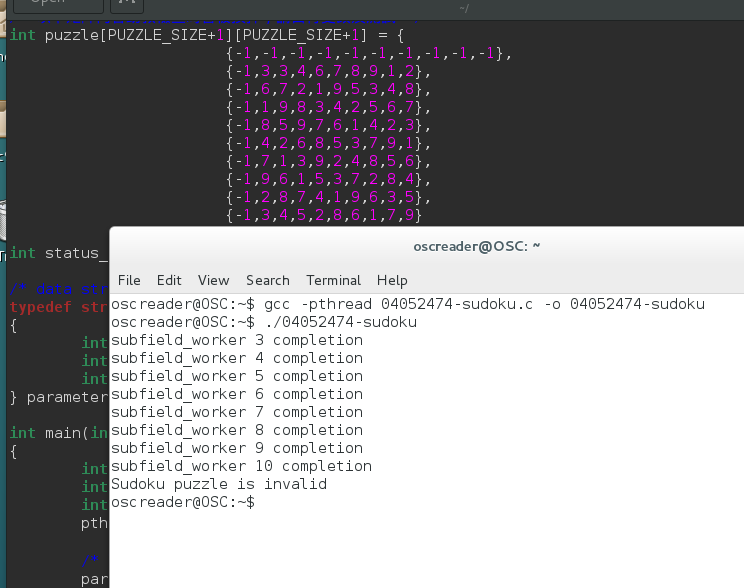 Open
~/
int puzzle[PUZZLE_SIZE+1][PUZZLE_SIZE+1] = {
{-1,-1,-1,-1,-1,-1,-1,-1,-1,-1},
{-1,3,3,4,6,7,8,9,1,2},
{-1,6,7,2,1,9,5,3,4,8},
{-1,1,9,8,3,4,2,5,6,7},
{-1,8,5,9,7,6,1,4,2,3},
{-1,4,2,6,8,5,3,7,9,1},
{-1,7,1,3,9,2,4,8,5,6},
{-1,9,6,1,5,3,7,2,8,4},
{-1,2,8,7,4,1,9,6,3,5},
{-1,3,4,5,2,8,6,1,7,9}
int status_
/* data str
typedef str
{
int
int
int
} parameter
int main(in
{
int
int
int
pth
/*
par
oscreader@OSC: ~
File Edit View Search Terminal Help
oscreader@OSC:~$ gcc -pthread 04052474-sudoku.c -o 04052474-sudoku
oscreader@OSC:~$ ./04052474-sudoku
subfield_worker 3 completion
subfield_worker 4 completion
subfield_worker 5 completion
subfield_worker 6 completion
subfield_worker 7 completion
subfield_worker 8 completion
subfield_worker 9 completion
subfield_worker 10 completion
Sudoku puzzle is invalid
oscreader@OSC:~$